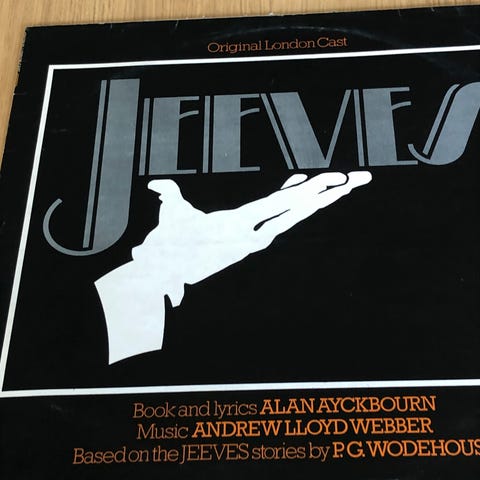 Original London Cast
JEEVES
Book and lyrics ALAN AYCKBOURN
Music ANDREW LLOYD WEBBER
Based on the JEEVES stories by P.G. WODEHOUS